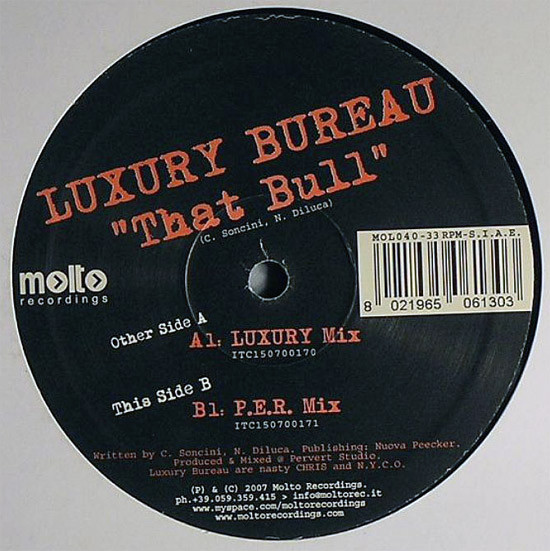 LUXURY BUREAU
"That Bull"
(C. Soncini, N. Diluca)
MOL040-33RPM-S.I.A.E.
8 021965 061303
molto
recordings
Other Side A
A1: LUXURY Mix
ITC150700170
This Side B
B1: P.E.R. Mix
ITC150700171
Written by C. Soncini, N. Diluca. Publishing: Nuova Peecker.
Produced & Mixed @ Pervert Studio.
Luxury Bureau are nasty CHRIS and N.Y.C.O.
(P) & (C) 2007 Molto Recordings.
ph.+39.059.359.415 > info@moltorec.it
www.myspace.com/moltorecordings
www.moltorecordings.com